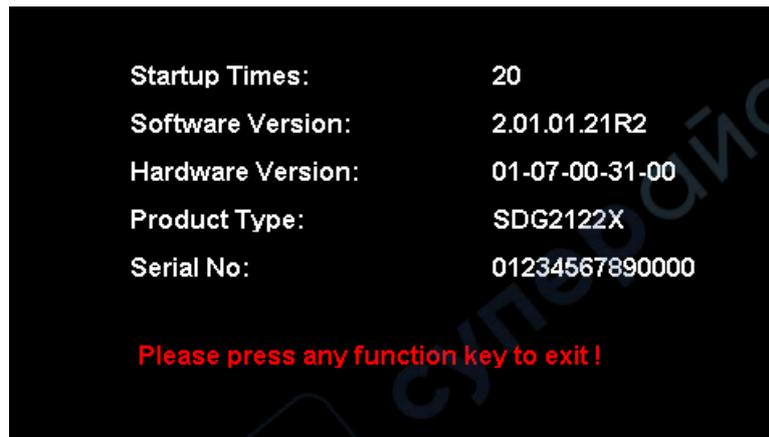 Startup Times: 20
Software Version: 2.01.01.21R2
Hardware Version: 01-07-00-31-00
Product Type: SDG2122X
Serial No: 01234567890000
Please press any function key to exit !
суперайс